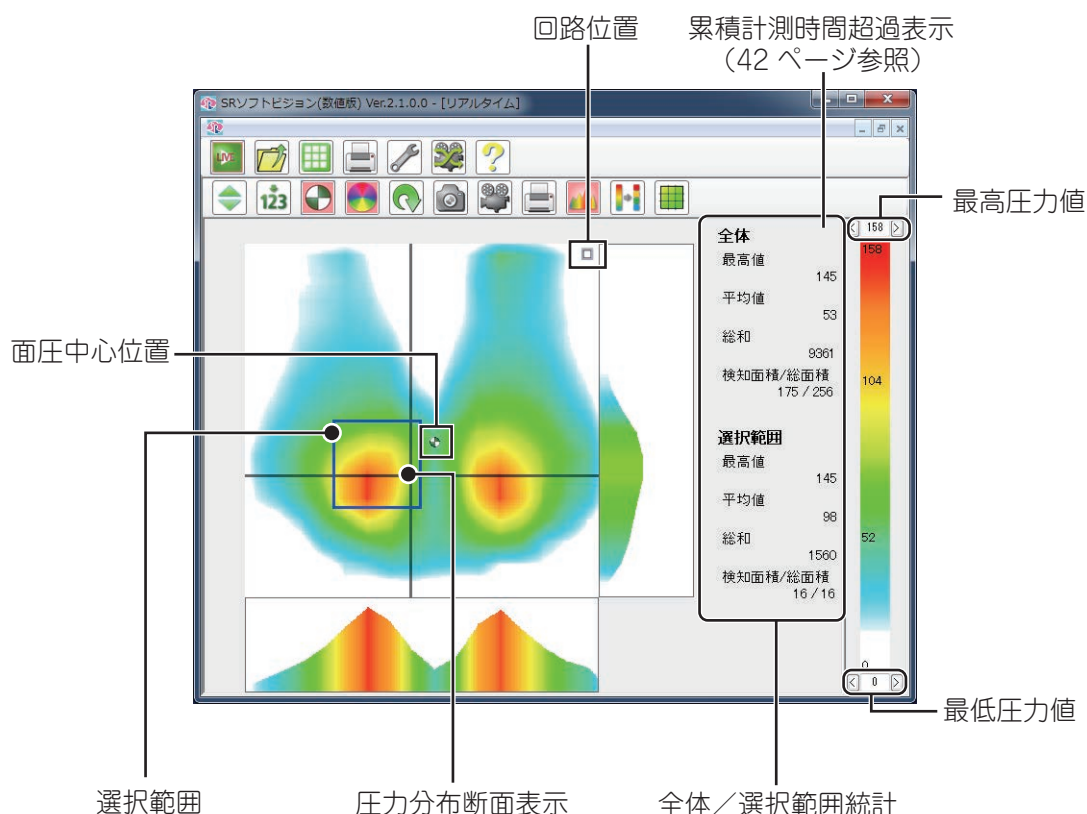 回路位置
累積計測時間超過表示
（42 ページ参照）
SRソフトビジョン(数値版) Ver.2.1.0.0 - [リアルタイム]
LIVE
123
最高圧力値
158
158
104
52
0
0
全体
最高値
145
平均値
53
総和
9361
検知面積/総面積
175 / 256
選択範囲
最高値
145
平均値
98
総和
1560
検知面積/総面積
16 / 16
面圧中心位置
最低圧力値
選択範囲
圧力分布断面表示
全体／選択範囲統計